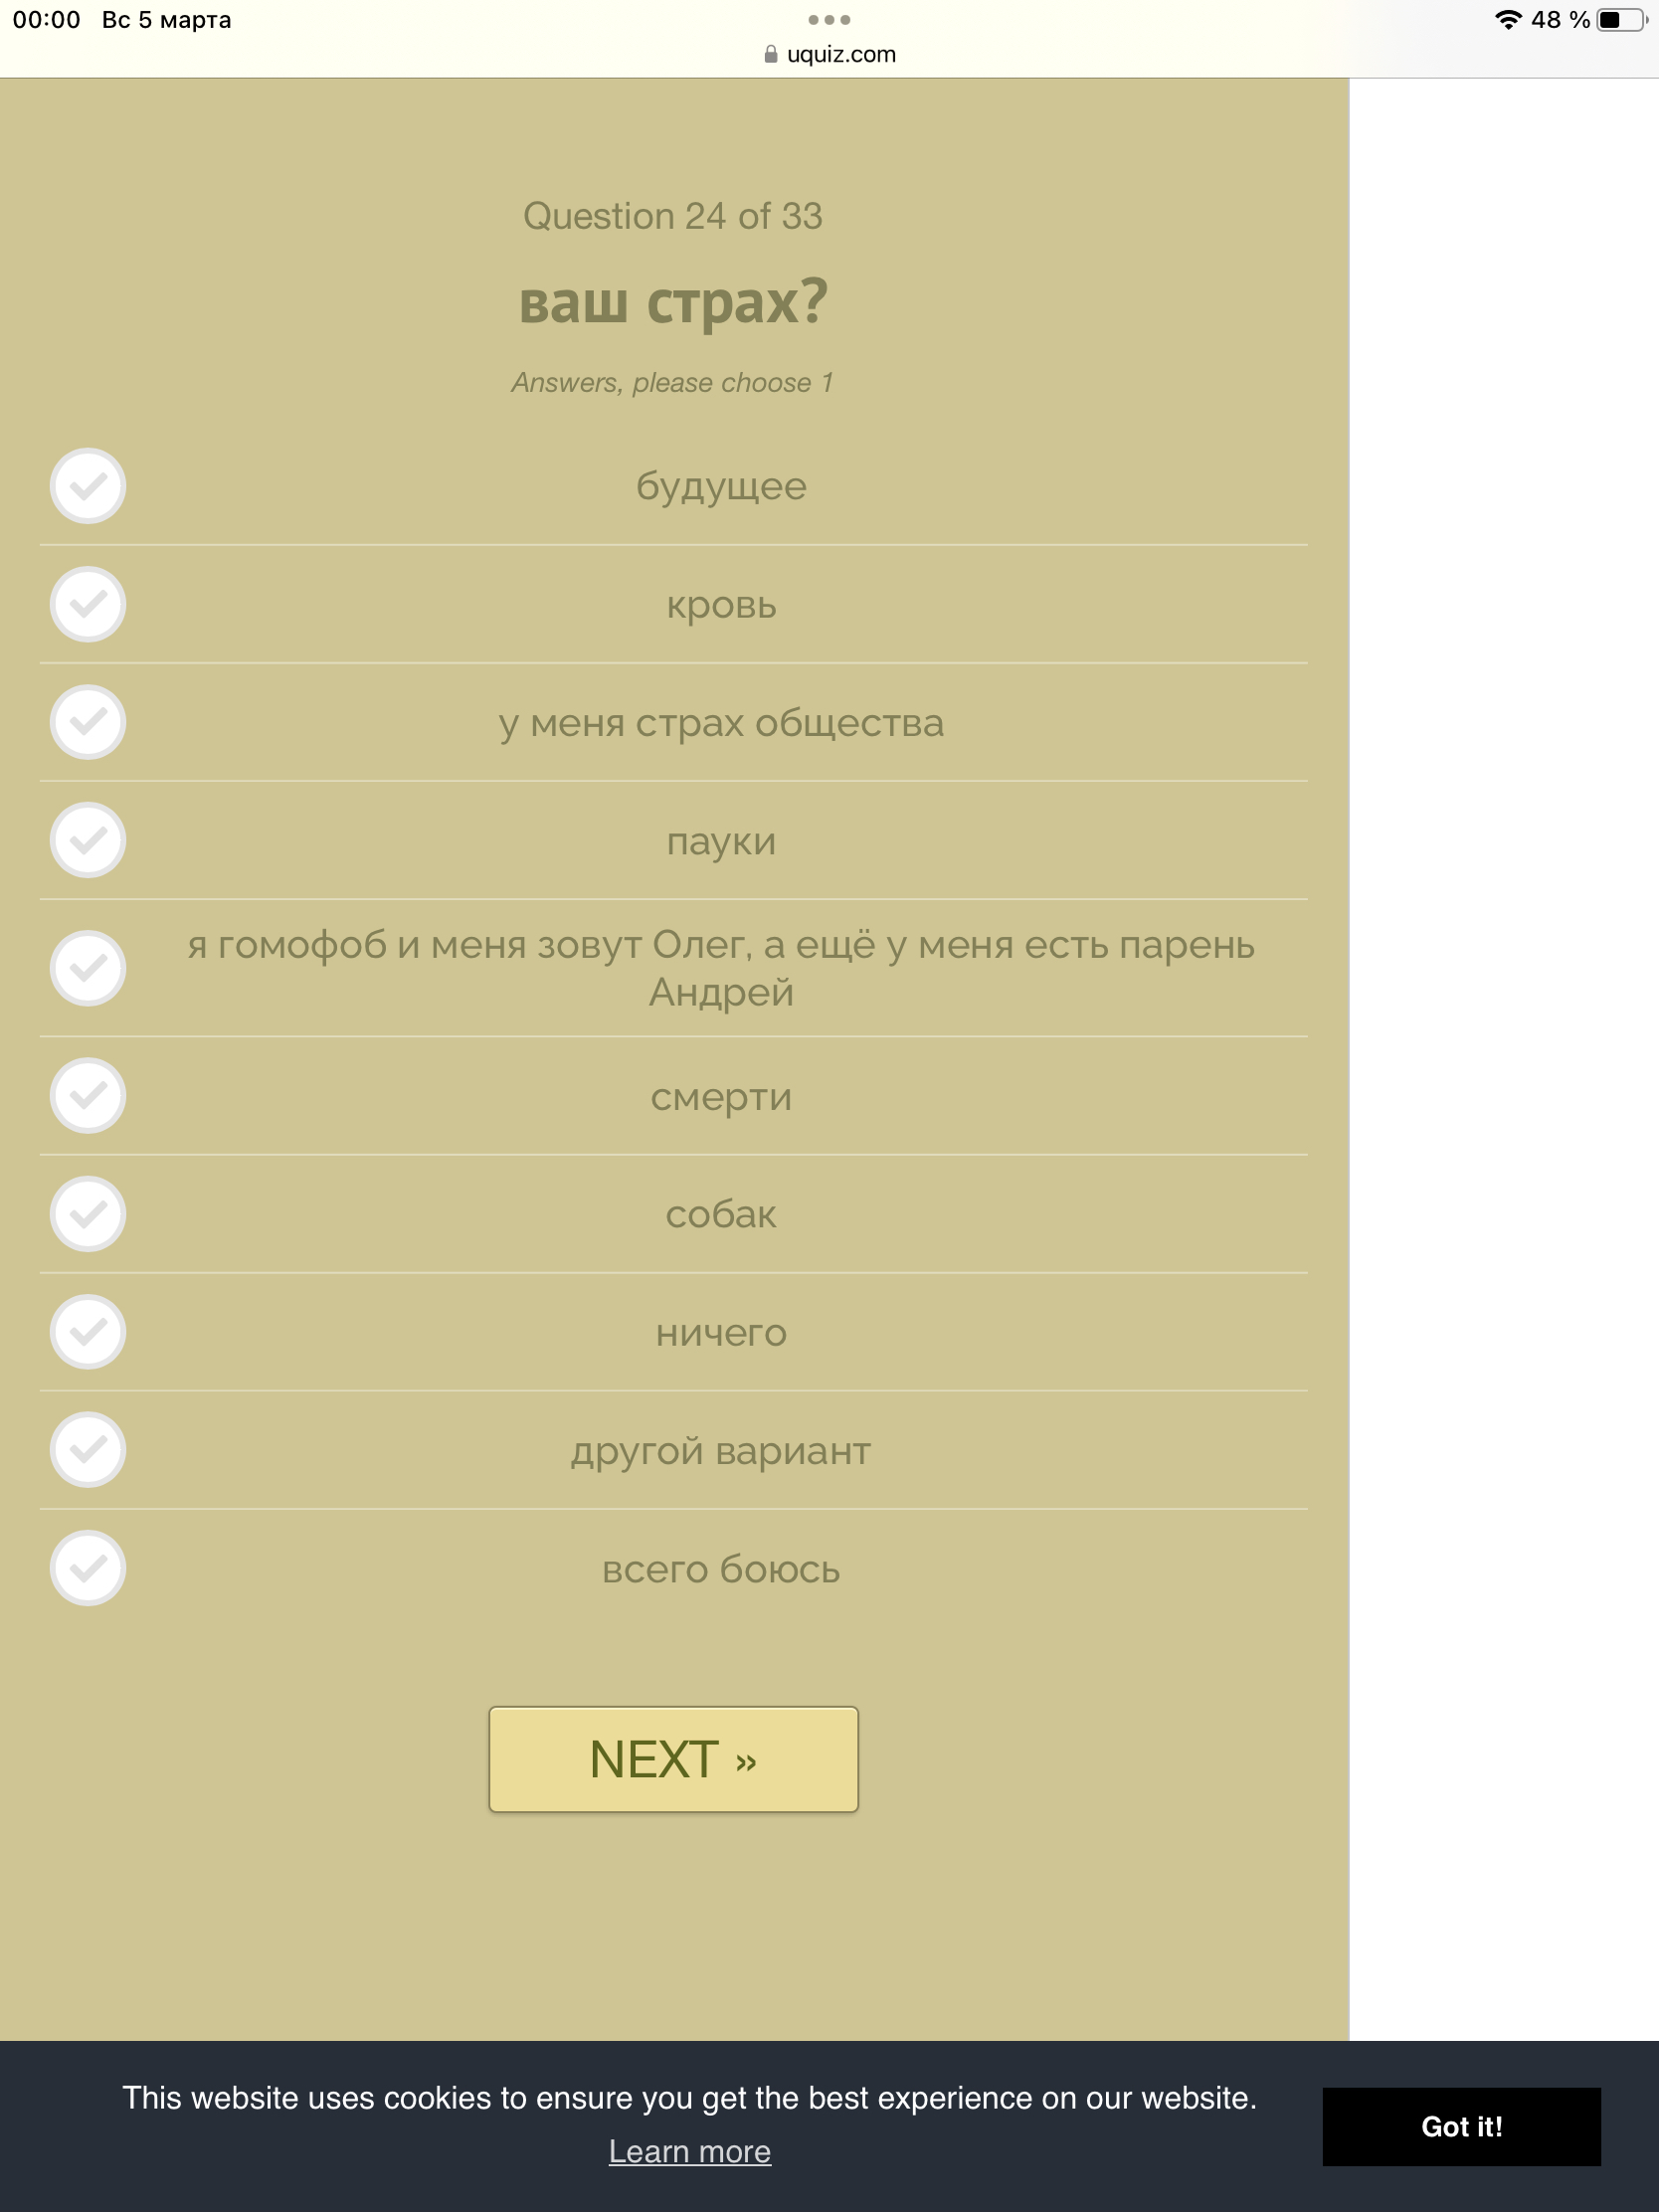 00:00 Вс 5 марта
48 %
uquiz.com
Question 24 of 33
ваш страх?
Answers, please choose 1
будущее
кровь
у меня страх общества
пауки
я гомофоб и меня зовут Олег, а ещё у меня есть парень
Андрей
смерти
собак
ничего
другой вариант
всего боюсь
NEXT »
This website uses cookies to ensure you get the best experience on our website.
Learn more
Got it!